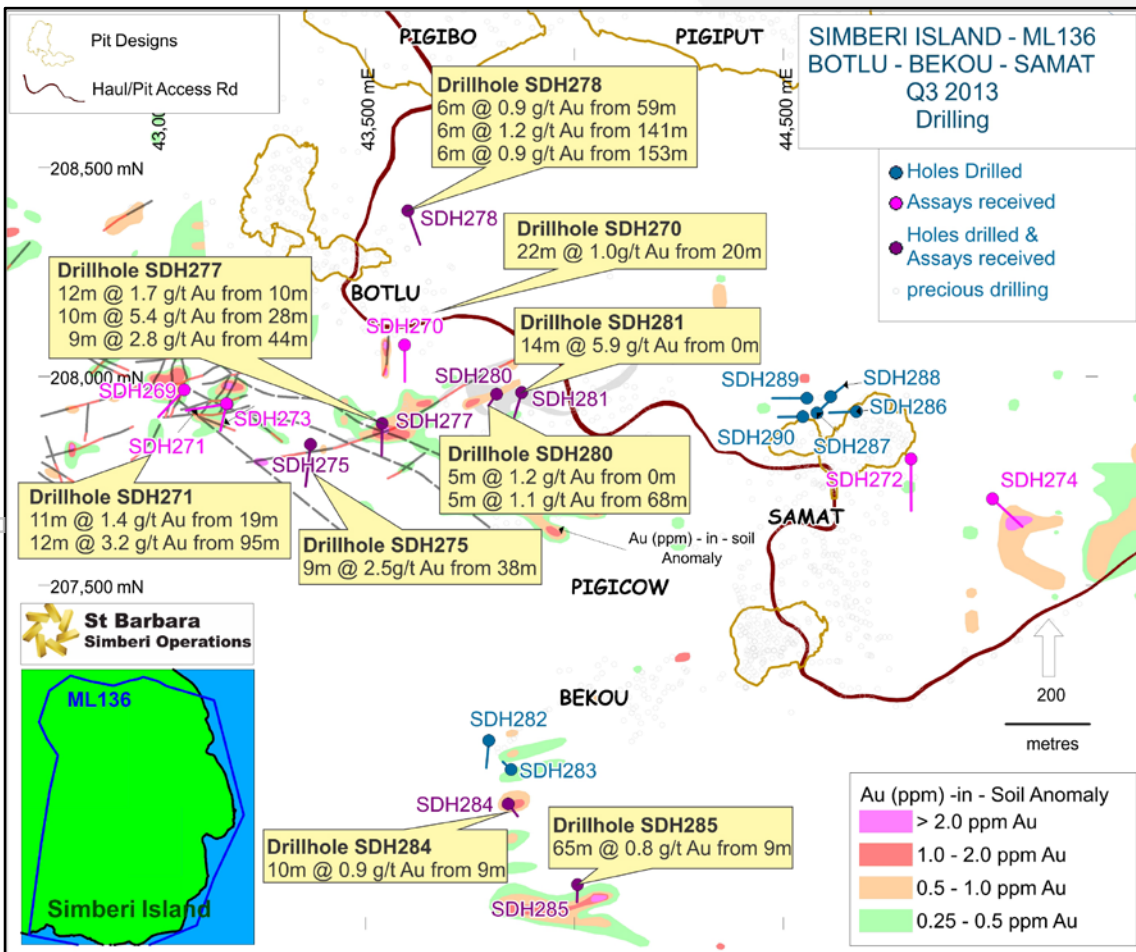 Pit Designs
Haul/Pit Access Rd
PIGIBO
PIGIPUT
SIMBERI ISLAND - ML136
BOTLU - BEKOU - SAMAT
Q3 2013
Drilling
Holes Drilled
Assays received
Holes drilled &
Assays received
precious drilling
43,500 mE
44,500 mE
208,500 mN
208,000 mN
207,500 mN
Drillhole SDH278
6m @ 0.9 g/t Au from 59m
6m @ 1.2 g/t Au from 141m
6m @ 0.9 g/t Au from 153m
SDH278
Drillhole SDH270
22m @ 1.0g/t Au from 20m
Drillhole SDH277
12m @ 1.7 g/t Au from 10m
10m @ 5.4 g/t Au from 28m
9m @ 2.8 g/t Au from 44m
BOTLU
SDH270
Drillhole SDH281
14m @ 5.9 g/t Au from 0m
SDH280
SDH281
SDH269
SDH273
SDH271
SDH277
SDH275
SDH289
SDH288
SDH286
SDH290
SDH287
SDH272
SDH274
SAMAT
Drillhole SDH280
5m @ 1.2 g/t Au from 0m
5m @ 1.1 g/t Au from 68m
Drillhole SDH271
11m @ 1.4 g/t Au from 19m
12m @ 3.2 g/t Au from 95m
Drillhole SDH275
9m @ 2.5g/t Au from 38m
Au (ppm) - in - soil
Anomaly
PIGICOW
St Barbara
Simberi Operations
ML136
Simberi Island
BEKOU
SDH282
SDH283
SDH284
Drillhole SDH284
10m @ 0.9 g/t Au from 9m
Drillhole SDH285
65m @ 0.8 g/t Au from 9m
SDH285
200
metres
Au (ppm) -in - Soil Anomaly
> 2.0 ppm Au
1.0 - 2.0 ppm Au
0.5 - 1.0 ppm Au
0.25 - 0.5 ppm Au